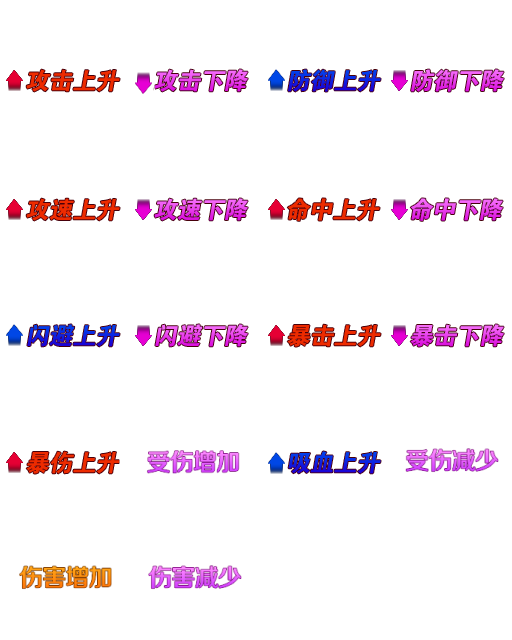 攻击上升 攻击下降 防御上升 防御下降
攻速上升 攻速下降 命中上升 命中下降
闪避上升 闪避下降 暴击上升 暴击下降
暴伤上升 受伤增加 吸血上升 受伤减少
伤害增加 伤害减少